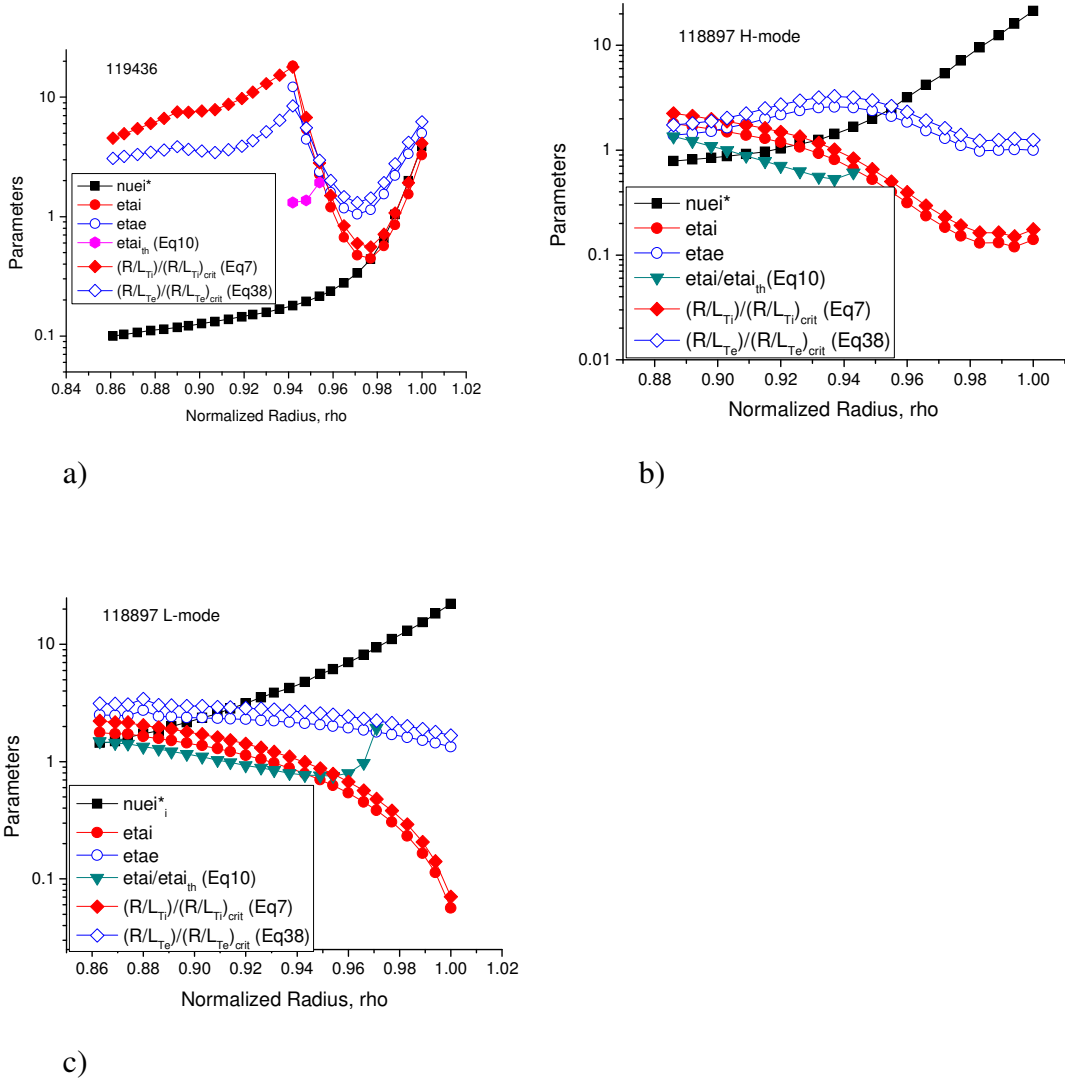 119436
Parameters
10
1
0.1
nuei*
etai
etae
etai_th (Eq10)
(R/L_Ti)/(R/L_Ti)_crit (Eq7)
(R/L_Te)/(R/L_Te)_crit (Eq38)
0.84 0.86 0.88 0.90 0.92 0.94 0.96 0.98 1.00 1.02
Normalized Radius, rho
a)
118897 H-mode
Parameters
10
1
0.1
0.01
nuei*
etai
etae
etai/etai_th(Eq10)
(R/L_Ti)/(R/L_Ti)_crit (Eq7)
(R/L_Te)/(R/L_Te)_crit (Eq38)
0.88 0.90 0.92 0.94 0.96 0.98 1.00
Normalized Radius, rho
b)
118897 L-mode
Parameters
10
1
0.1
nuei*_i
etai
etae
etai/etai_th (Eq10)
(R/L_Ti)/(R/L_Ti)_crit (Eq7)
(R/L_Te)/(R/L_Te)_crit (Eq38)
0.86 0.88 0.90 0.92 0.94 0.96 0.98 1.00 1.02
Normalized Radius, rho
c)